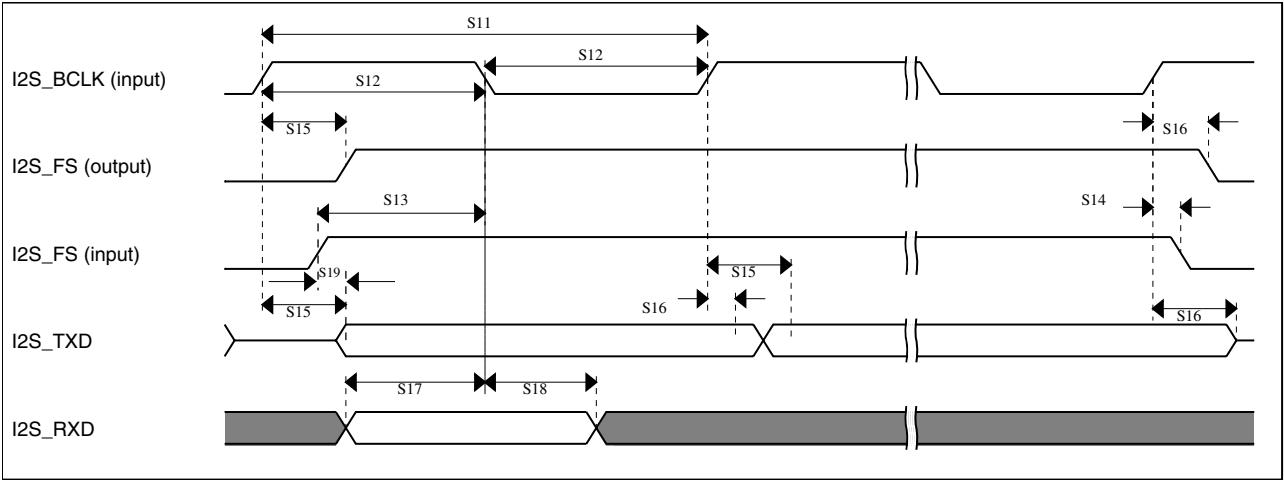 S11
I2S_BCLK (input)
S12
S12
S15
S16
I2S_FS (output)
S13
S14
I2S_FS (input)
S19
S15
S15
S16
S16
I2S_TXD
S17
S18
I2S_RXD